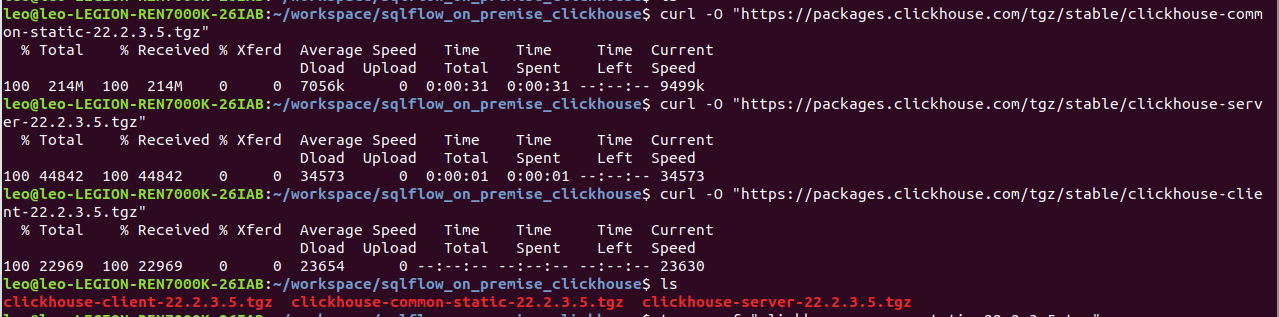 leo@leo-LEGION-REN7000K-26IAB:~/workspace/sqlflow_on_premise_clickhouse$ curl -O "https://packages.clickhouse.com/tgz/stable/clickhouse-comm
on-static-22.2.3.5.tgz"
  % Total    % Received % Xferd  Average Speed   Time    Time     Time  Current
                                 Dload  Upload   Total   Spent    Left  Speed
100  214M  100  214M    0     0  7056k      0  0:00:31  0:00:31 --:--:-- 9499k
leo@leo-LEGION-REN7000K-26IAB:~/workspace/sqlflow_on_premise_clickhouse$ curl -O "https://packages.clickhouse.com/tgz/stable/clickhouse-serv
er-22.2.3.5.tgz"
  % Total    % Received % Xferd  Average Speed   Time    Time     Time  Current
                                 Dload  Upload   Total   Spent    Left  Speed
100 44842  100 44842    0     0  34573      0  0:00:01  0:00:01 --:--:-- 34573
leo@leo-LEGION-REN7000K-26IAB:~/workspace/sqlflow_on_premise_clickhouse$ curl -O "https://packages.clickhouse.com/tgz/stable/clickhouse-clie
nt-22.2.3.5.tgz"
  % Total    % Received % Xferd  Average Speed   Time    Time     Time  Current
                                 Dload  Upload   Total   Spent    Left  Speed
100 22969  100 22969    0     0  23654      0 --:--:-- --:--:-- --:--:-- 23630
leo@leo-LEGION-REN7000K-26IAB:~/workspace/sqlflow_on_premise_clickhouse$ ls
clickhouse-client-22.2.3.5.tgz  clickhouse-common-static-22.2.3.5.tgz  clickhouse-server-22.2.3.5.tgz